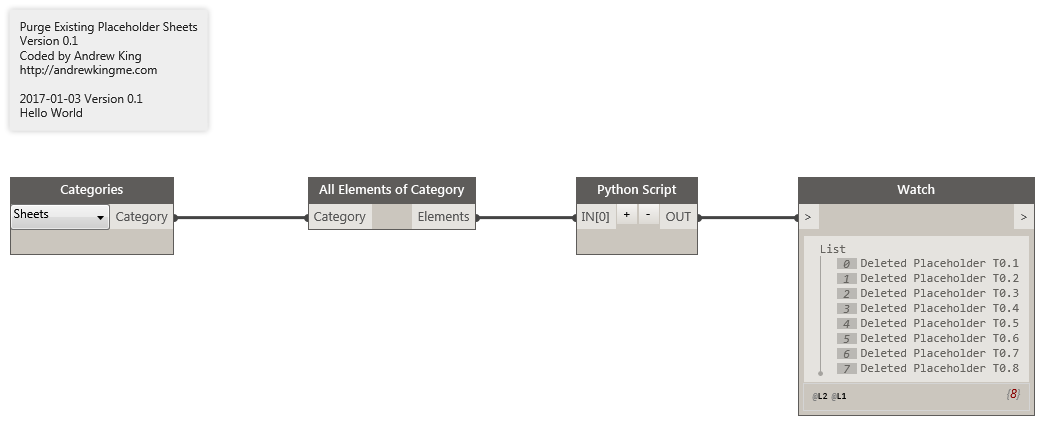 Purge Existing Placeholder Sheets
Version 0.1
Coded by Andrew King
http://andrewkingme.com
2017-01-03 Version 0.1
Hello World
Categories
Sheets
Category
All Elements of Category
Category
Elements
Python Script
IN[0] + - OUT
Watch
> >
List
0 Deleted Placeholder T0.1
1 Deleted Placeholder T0.2
2 Deleted Placeholder T0.3
3 Deleted Placeholder T0.4
4 Deleted Placeholder T0.5
5 Deleted Placeholder T0.6
6 Deleted Placeholder T0.7
7 Deleted Placeholder T0.8
@L2 @L1 {8}